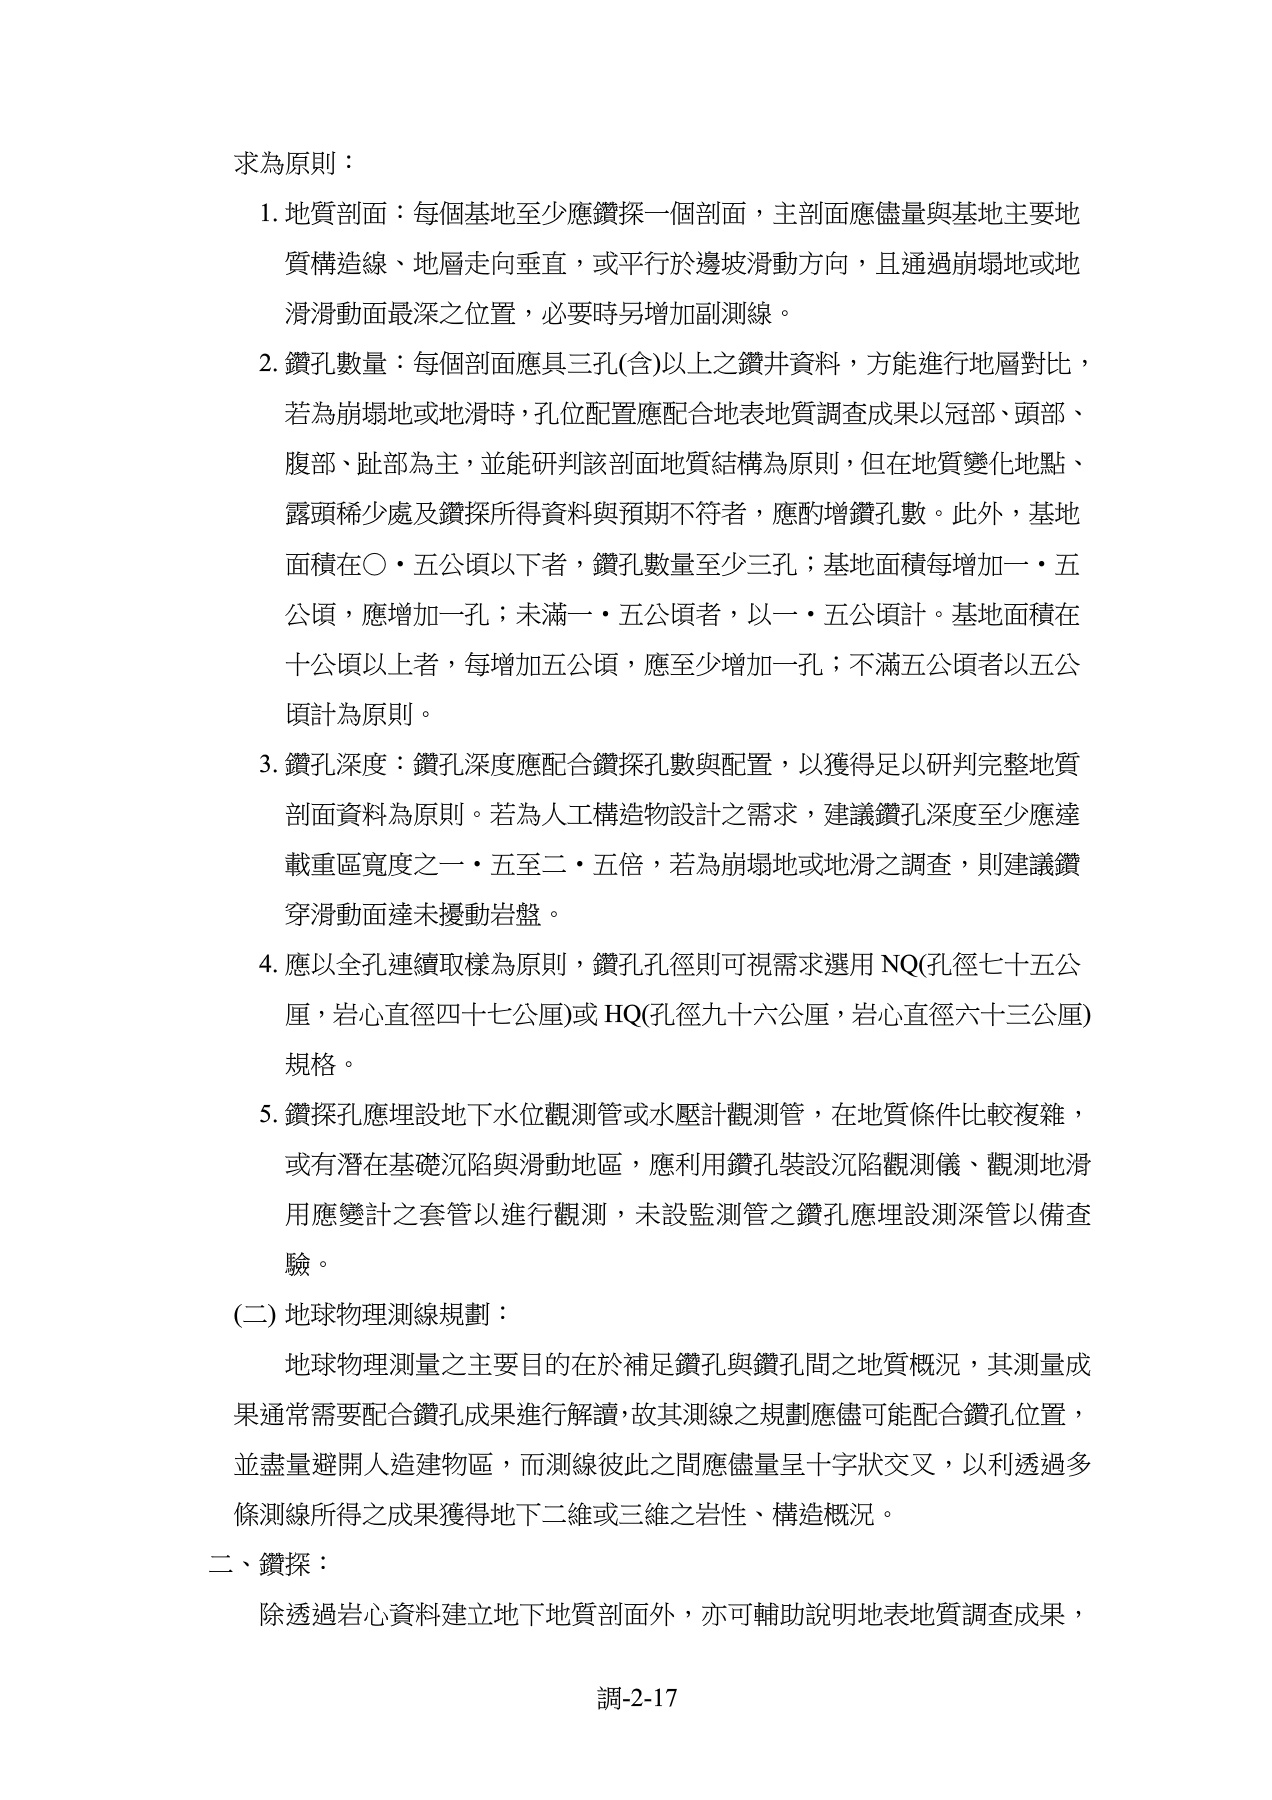 求為原則：
1. 地質剖面：每個基地至少應鑽探一個剖面，主剖面應儘量與基地主要地
質構造線、地層走向垂直，或平行於邊坡滑動方向，且通過崩塌地或地
滑滑動面最深之位置，必要時另增加副測線。
2. 鑽孔數量：每個剖面應具三孔(含)以上之鑽井資料，方能進行地層對比，
若為崩塌地或地滑時，孔位配置應配合地表地質調查成果以冠部、頭部、
腹部、趾部為主，並能研判該剖面地質結構為原則，但在地質變化地點、
露頭稀少處及鑽探所得資料與預期不符者，應酌增鑽孔數。此外，基地
面積在○‧五公頃以下者，鑽孔數量至少三孔；基地面積每增加一‧五
公頃，應增加一孔；未滿一‧五公頃者，以一‧五公頃計。基地面積在
十公頃以上者，每增加五公頃，應至少增加一孔；不滿五公頃者以五公
頃計為原則。
3. 鑽孔深度：鑽孔深度應配合鑽探孔數與配置，以獲得足以研判完整地質
剖面資料為原則。若為人工構造物設計之需求，建議鑽孔深度至少應達
載重區寬度之一‧五至二‧五倍，若為崩塌地或地滑之調查，則建議鑽
穿滑動面達未擾動岩盤。
4. 應以全孔連續取樣為原則，鑽孔孔徑則可視需求選用 NQ(孔徑七十五公
厘，岩心直徑四十七公厘)或 HQ(孔徑九十六公厘，岩心直徑六十三公厘)
規格。
5. 鑽探孔應埋設地下水位觀測管或水壓計觀測管，在地質條件比較複雜，
或有潛在基礎沉陷與滑動地區，應利用鑽孔裝設沉陷觀測儀、觀測地滑
用應變計之套管以進行觀測，未設監測管之鑽孔應埋設測深管以備查
驗。
(二) 地球物理測線規劃：
地球物理測量之主要目的在於補足鑽孔與鑽孔間之地質概況，其測量成
果通常需要配合鑽孔成果進行解讀，故其測線之規劃應儘可能配合鑽孔位置，
並盡量避開人造建物區，而測線彼此之間應儘量呈十字狀交叉，以利透過多
條測線所得之成果獲得地下二維或三維之岩性、構造概況。
二、鑽探：
除透過岩心資料建立地下地質剖面外，亦可輔助說明地表地質調查成果，
調-2-17